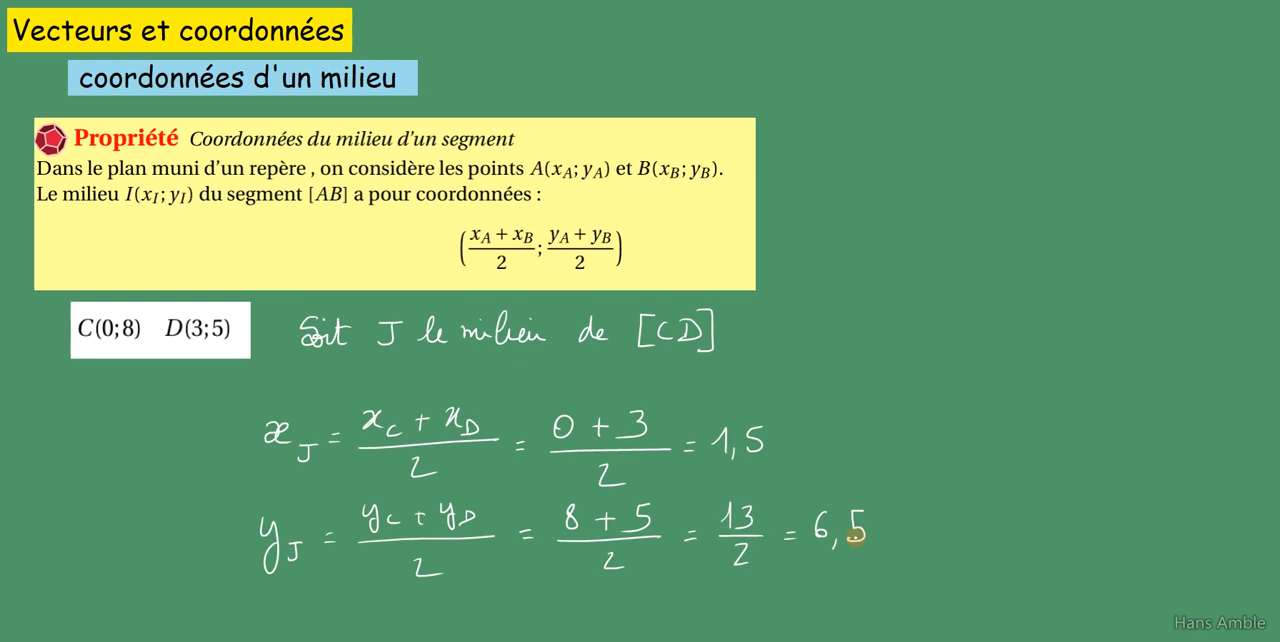 Vecteurs et coordonnées
coordonnées d'un milieu
Propriété Coordonnées du milieu d'un segment
Dans le plan muni d'un repère , on considère les points A(x_A; y_A) et B(x_B; y_B).
Le milieu I(x_I; y_I) du segment [AB] a pour coordonnées :
((x_A + x_B)/2 ; (y_A + y_B)/2)
C(0;8) D(3;5)
Soit J le milieu de [CD]
x_J = (x_C + x_D)/2 = (0 + 3)/2 = 1,5
y_J = (y_C + y_D)/2 = (8 + 5)/2 = 13/2 = 6,5
Hans Amble